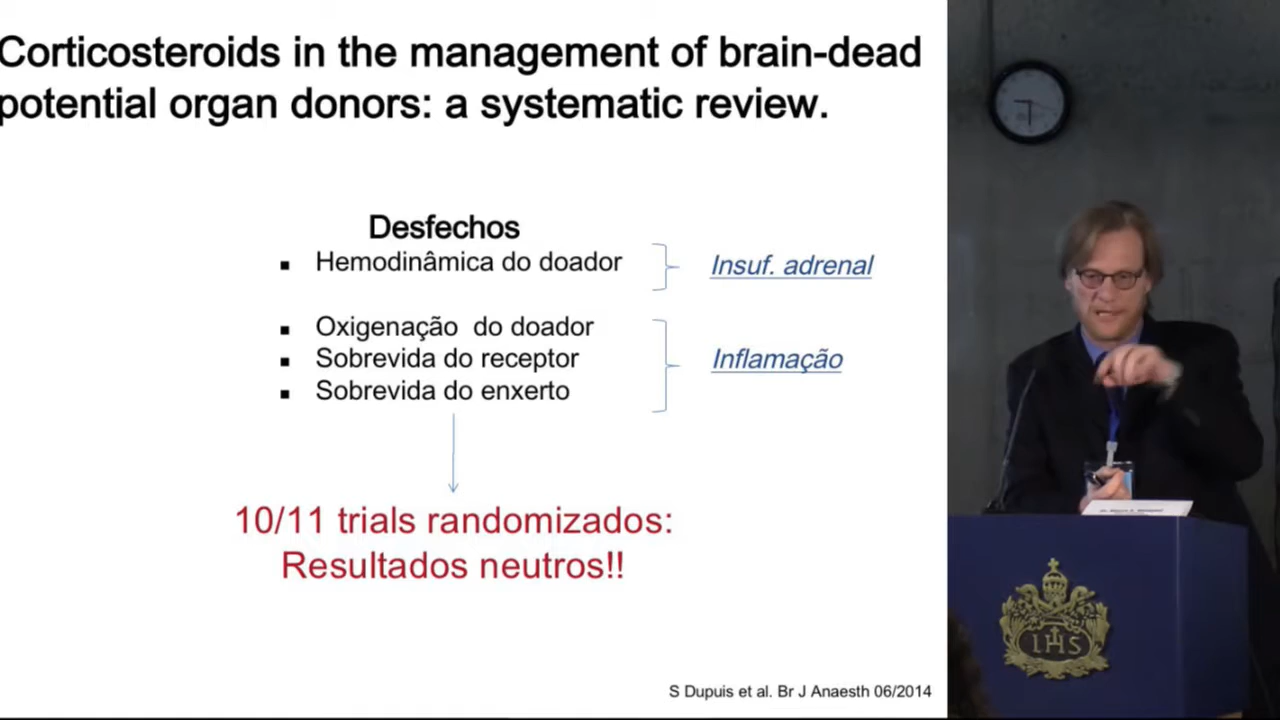 Corticosteroids in the management of brain-dead
potential organ donors: a systematic review.
Desfechos
Hemodinâmica do doador
Insuf. adrenal
Oxigenação do doador
Sobrevida do receptor
Inflamação
Sobrevida do enxerto
10/11 trials randomizados:
Resultados neutros!!
S Dupuis et al. Br J Anaesth 06/2014
IHS